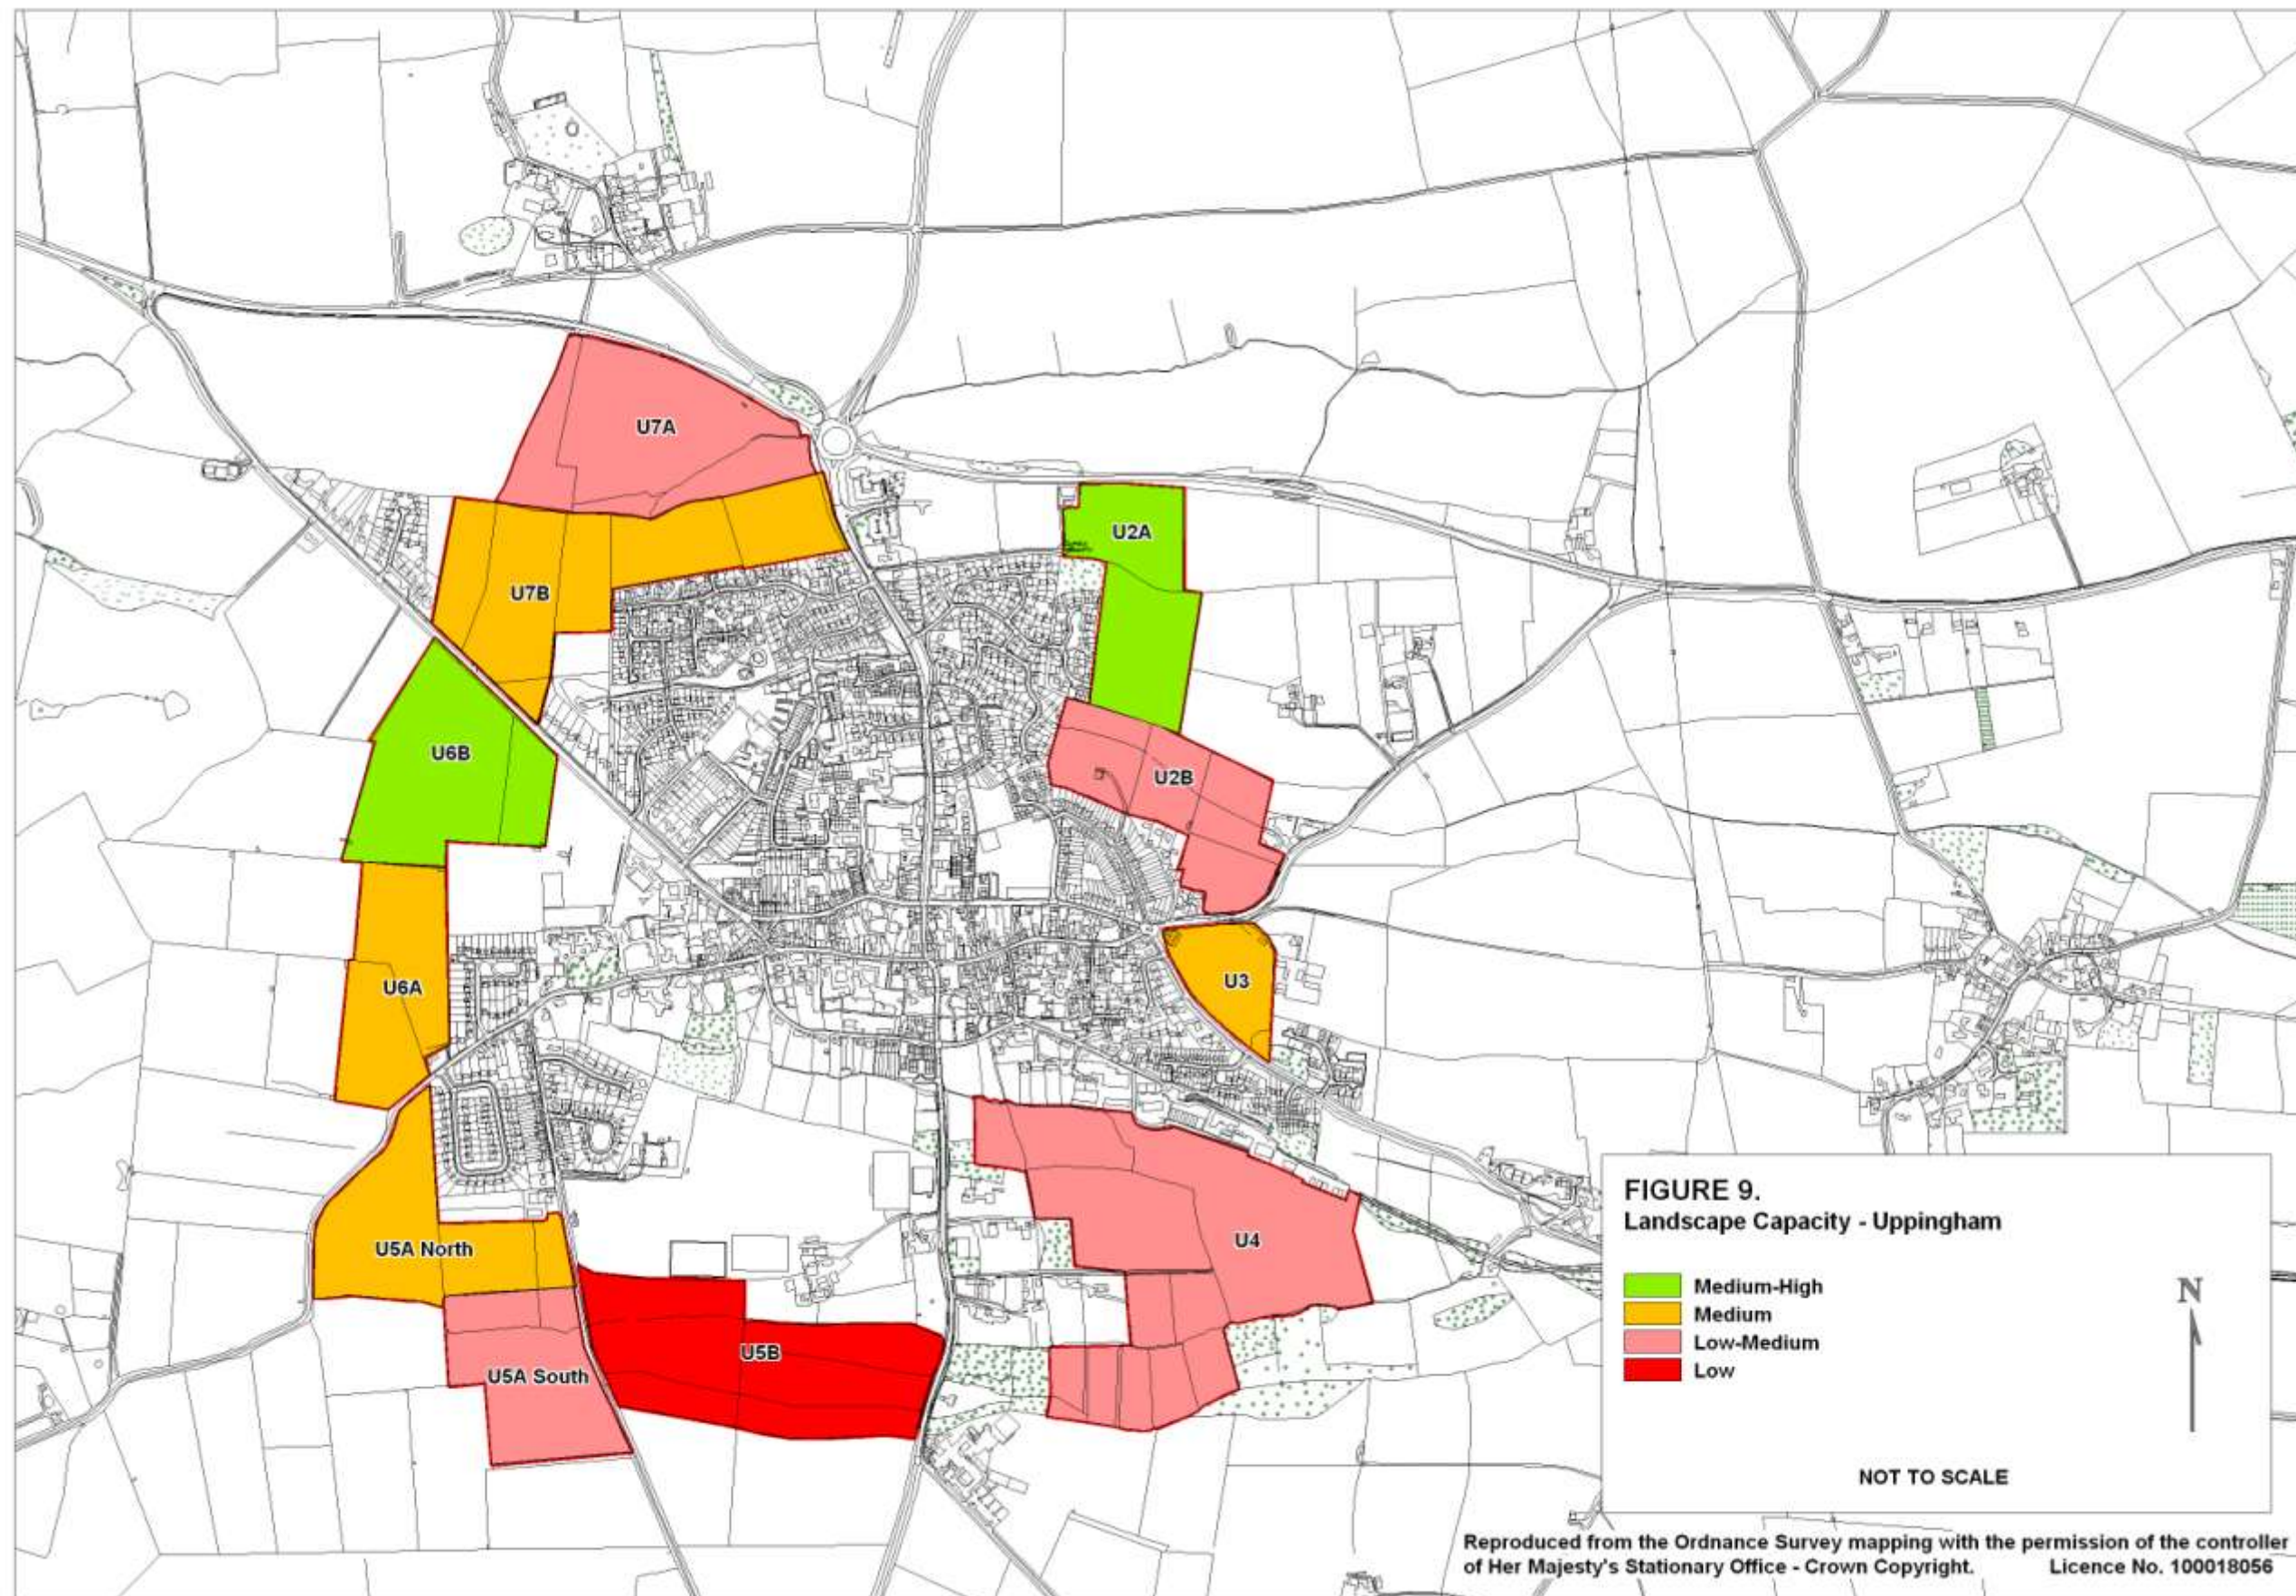 U7A
U2A
U7B
U6B
U2B
U3
U6A
U4
U5A North
U5B
U5A South
FIGURE 9.
Landscape Capacity - Uppingham
N
Medium-High
Medium
Low-Medium
Low
NOT TO SCALE
Reproduced from the Ordnance Survey mapping with the permission of the controller
of Her Majesty's Stationary Office - Crown Copyright. Licence No. 100018056